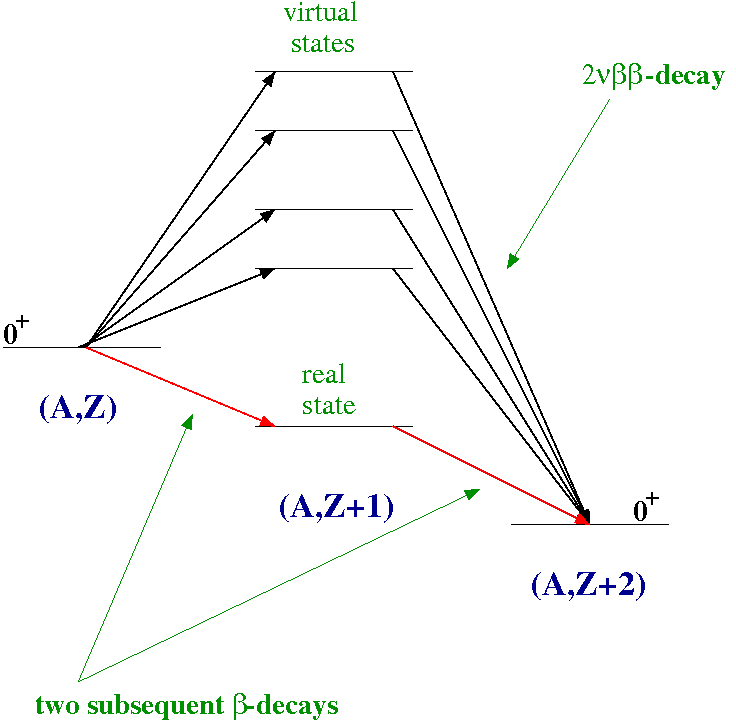 virtual
states
2νββ-decay
0+
real
state
(A,Z)
(A,Z+1)
0+
(A,Z+2)
two subsequent β-decays